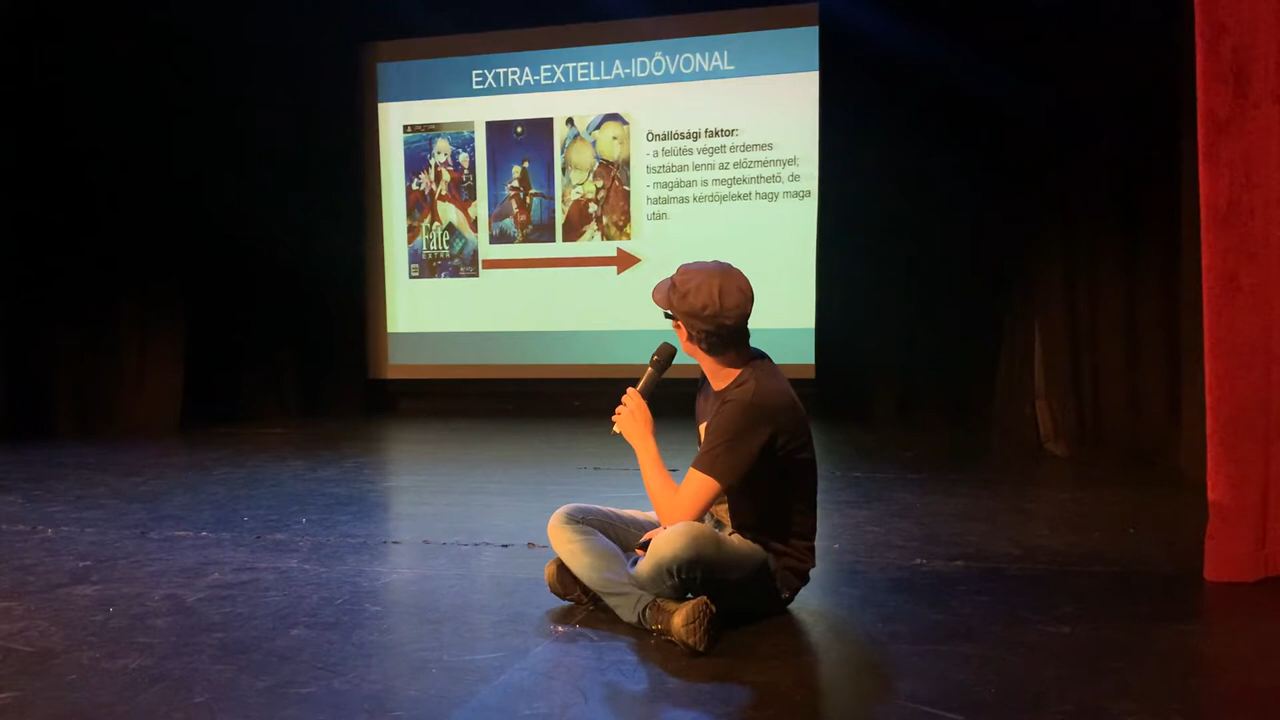 EXTRA-EXTELLA-IDŐVONAL
Önállósági faktor:
- a felütés végett érdemes
tisztában lenni az előzménnyel;
- magában is megtekinthető, de
hatalmas kérdőjeleket hagy maga
után.
Fate
EXTRA